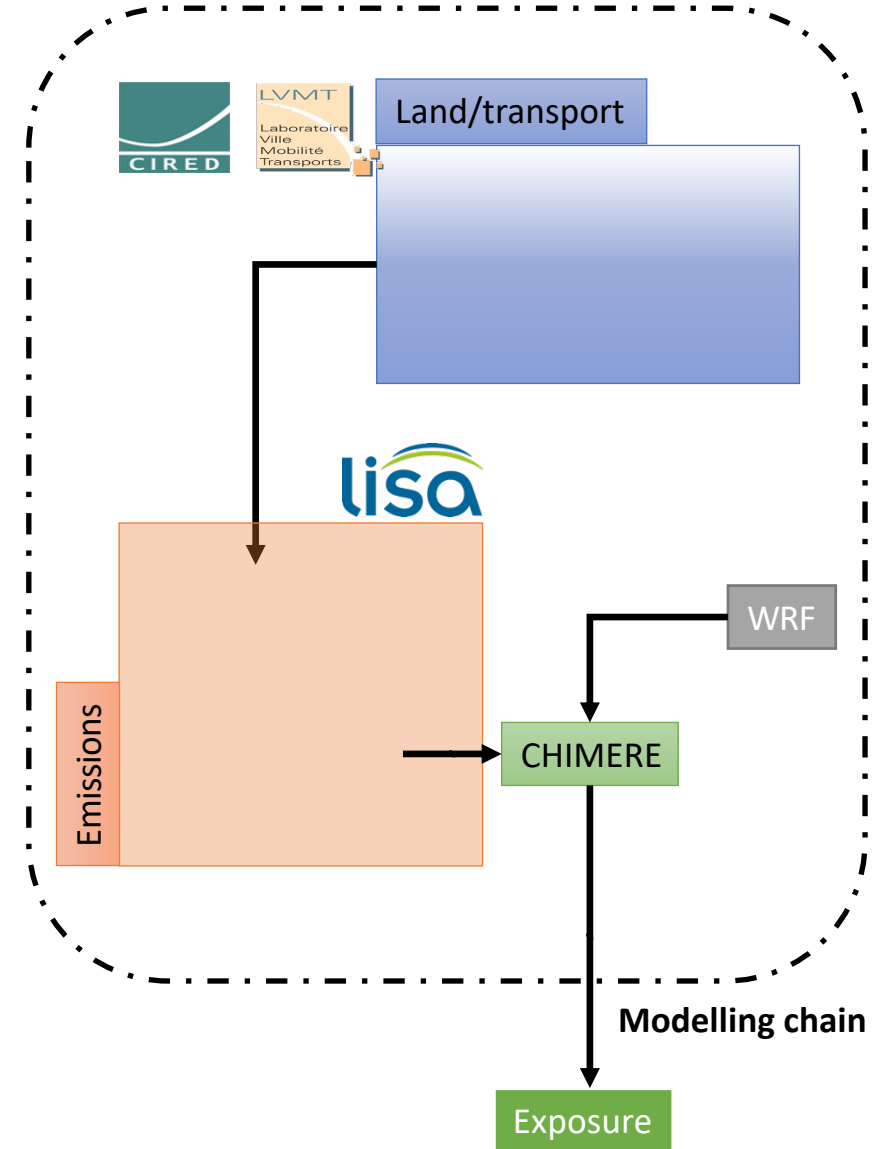 CIRED
LVMT
Laboratoire
Ville
Mobilité
Transports
Land/transport
lisa
WRF
Emissions
CHIMERE
Modelling chain
Exposure